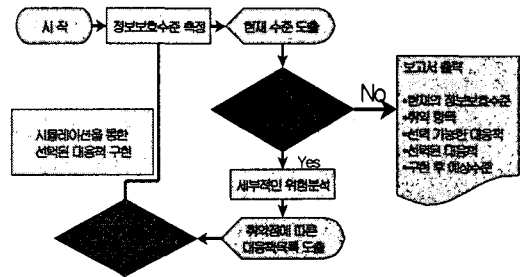 시 작
정보보호수준 측정
현재 수준 도출
No
보고서 출력
•현재의 정보보호수준
•취약 항목
•선택 가능한 대응책
•선택된 대응책
•구현 후 예상수준
시뮬레이션을 통한
선택된 대응책 구현
Yes
세부적인 위험분석
취약점에 따른
대응책목록 도출